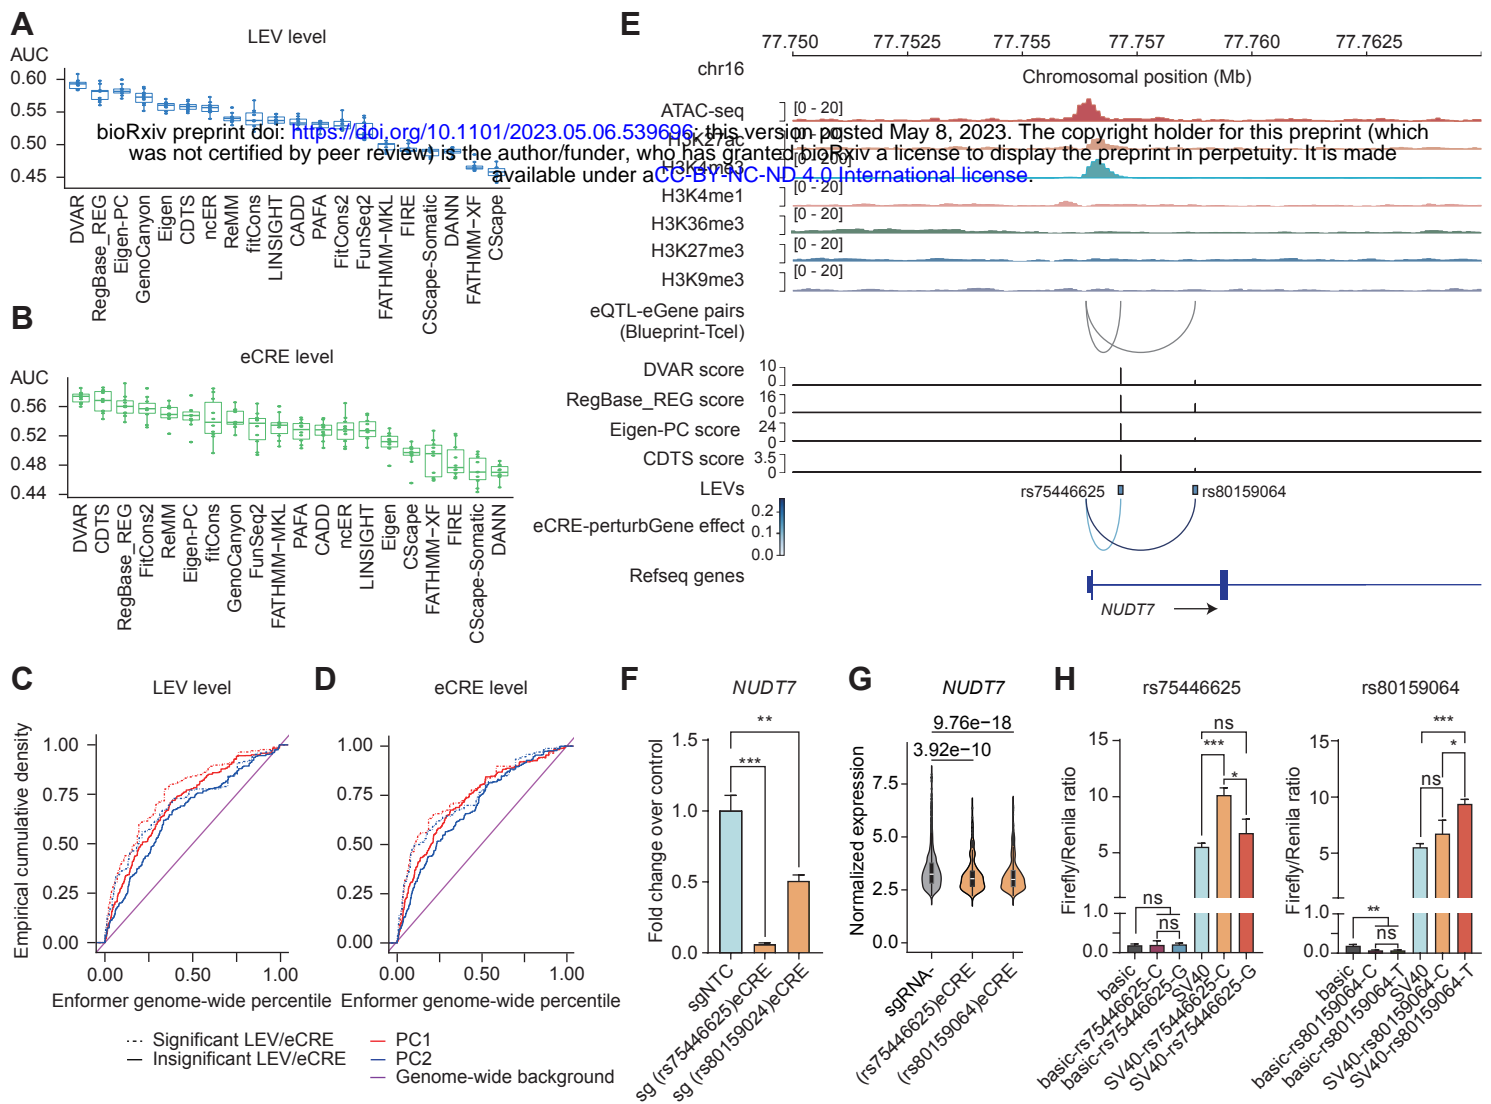 A
LEV level
AUC
0.60
0.55
0.50
0.45
DVAR
RegBase_REG
Eigen-PC
GenoCanyon
Eigen
CDTS
ncER
ReMM
fitCons
LINSIGHT
CADD
PAFA
FitCons2
FunSeq2
FATHMM-MKL
FIRE
CScape-Somatic
DANN
FATHMM-XF
CScape
bioRxiv preprint doi: https://doi.org/10.1101/2023.05.06.539696; this version posted May 8, 2023. The copyright holder for this preprint (which
was not certified by peer review) is the author/funder, who has granted bioRxiv a license to display the preprint in perpetuity. It is made
available under aCC-BY-NC-ND 4.0 International license.
B
eCRE level
AUC
0.56
0.52
0.48
0.44
DVAR
CDTS
RegBase_REG
FitCons2
ReMM
Eigen-PC
fitCons
GenoCanyon
FunSeq2
FATHMM-MKL
PAFA
CADD
ncER
LINSIGHT
Eigen
CScape
FATHMM-XF
FIRE
CScape-Somatic
DANN
E
77.750 77.7525 77.755 77.757 77.760 77.7625
chr16
Chromosomal position (Mb)
ATAC-seq [0 - 20]
H3K27ac [0 - 20]
H3K4me3 [0 - 200]
H3K4me1 [0 - 20]
H3K36me3 [0 - 20]
H3K27me3 [0 - 20]
H3K9me3 [0 - 20]
eQTL-eGene pairs
(Blueprint-Tcel)
DVAR score 10 0
RegBase_REG score 16 0
Eigen-PC score 24 0
CDTS score 3.5 0
LEVs rs75446625 rs80159064
eCRE-perturbGene effect 0.2 0.1 0.0
Refseq genes
NUDT7
C
LEV level
Empirical cumulative density
1.00
0.75
0.50
0.25
0.00
0.00 0.50 1.00
Enformer genome-wide percentile
D
eCRE level
1.00
0.75
0.50
0.25
0.00
0.00 0.50 1.00
Enformer genome-wide percentile
Significant LEV/eCRE
Insignificant LEV/eCRE
PC1
PC2
Genome-wide background
F
NUDT7
Fold change over control
1.5
1.0
0.5
0.0
**
***
sgNTC
sg (rs75446625)eCRE
sg (rs80159024)eCRE
G
NUDT7
Normalized expression
9.76e-18
3.92e-10
7.5
5.0
2.5
0.0
sgRNA-
(rs75446625)eCRE
(rs80159064)eCRE
H
rs75446625
Firefly/Renila ratio
15
10
5
1.0
0.0
ns
***
*
ns
ns
basic
basic-rs75446625-C
basic-rs75446625-G
SV40
SV40-rs75446625-C
SV40-rs75446625-G
rs80159064
Firefly/Renila ratio
15
10
5
1.0
0.0
***
*
ns
**
ns
basic
basic-rs80159064-C
basic-rs80159064-T
SV40
SV40-rs80159064-C
SV40-rs80159064-T